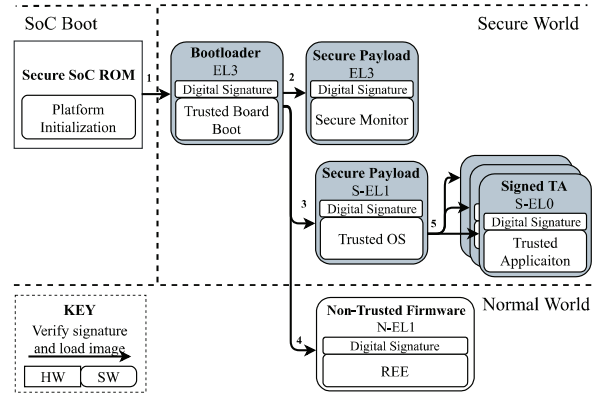 SoC Boot
Secure World
Secure SoC ROM
Platform
Initialization
1
Bootloader
EL3
Digital Signature
Trusted Board
Boot
2
Secure Payload
EL3
Digital Signature
Secure Monitor
3
Secure Payload
S-EL1
Digital Signature
Trusted OS
5
Signed TA
S-EL0
Digital Signature
Trusted
Applicaiton
Normal World
4
Non-Trusted Firmware
N-EL1
Digital Signature
REE
KEY
Verify signature
and load image
HW
SW